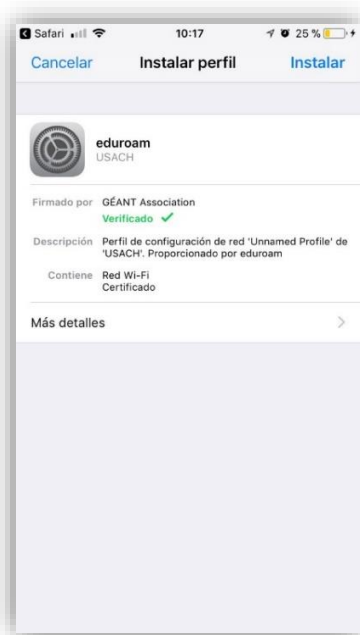 Safari 10:17 25 %
Cancelar Instalar perfil Instalar
eduroam
USACH
Firmado por GÉANT Association
Verificado ✓
Descripción Perfil de configuración de red 'Unnamed Profile' de
'USACH'. Proporcionado por eduroam
Contiene Red Wi-Fi
Certificado
Más detalles